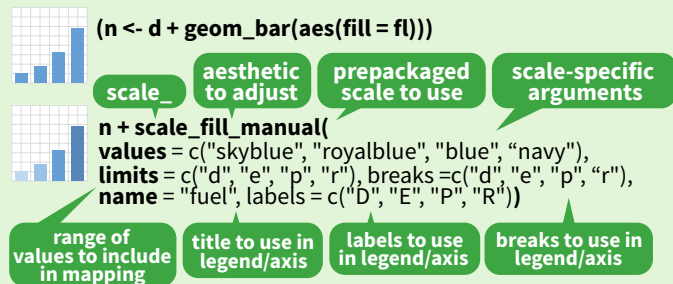 (n <- d + geom_bar(aes(fill = fl)))
scale_
aesthetic
to adjust
prepackaged
scale to use
scale-specific
arguments
n + scale_fill_manual(
values = c("skyblue", "royalblue", "blue", “navy"),
limits = c("d", "e", "p", "r"), breaks =c("d", "e", "p", “r"),
name = "fuel", labels = c("D", "E", "P", "R"))
range of
values to include
in mapping
title to use in
legend/axis
labels to use
in legend/axis
breaks to use in
legend/axis